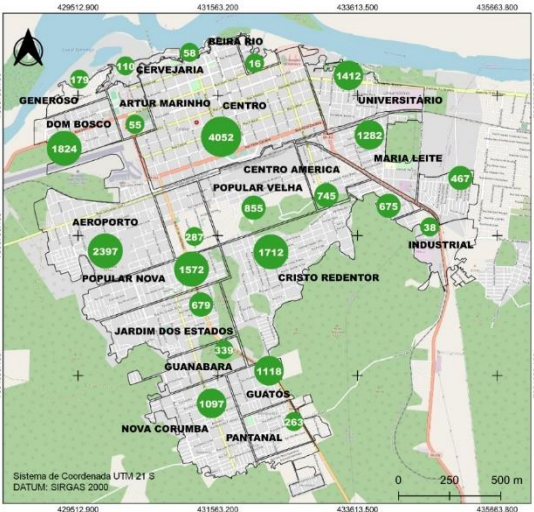 429512.900 431563.200 433613.500 435663.800
BEIRA RIO
58
16
110
CERVEJARIA
1412
179
GENEROSO
ARTUR MARINHO
CENTRO
UNIVERSITÁRIO
DOM BOSCO
55
4052
1282
1824
MARIA LEITE
CENTRO AMERICA
467
POPULAR VELHA
745
855
675
AEROPORTO
38
287
INDUSTRIAL
2397
1712
1572
POPULAR NOVA
CRISTO REDENTOR
679
JARDIM DOS ESTADOS
339
GUANABARA
1118
GUATÓS
1097
263
NOVA CORUMBA
PANTANAL
Sistema de Coordenada UTM 21 S
DATUM: SIRGAS 2000
0 250 500 m
429512.900 431563.200 433613.500 435663.800